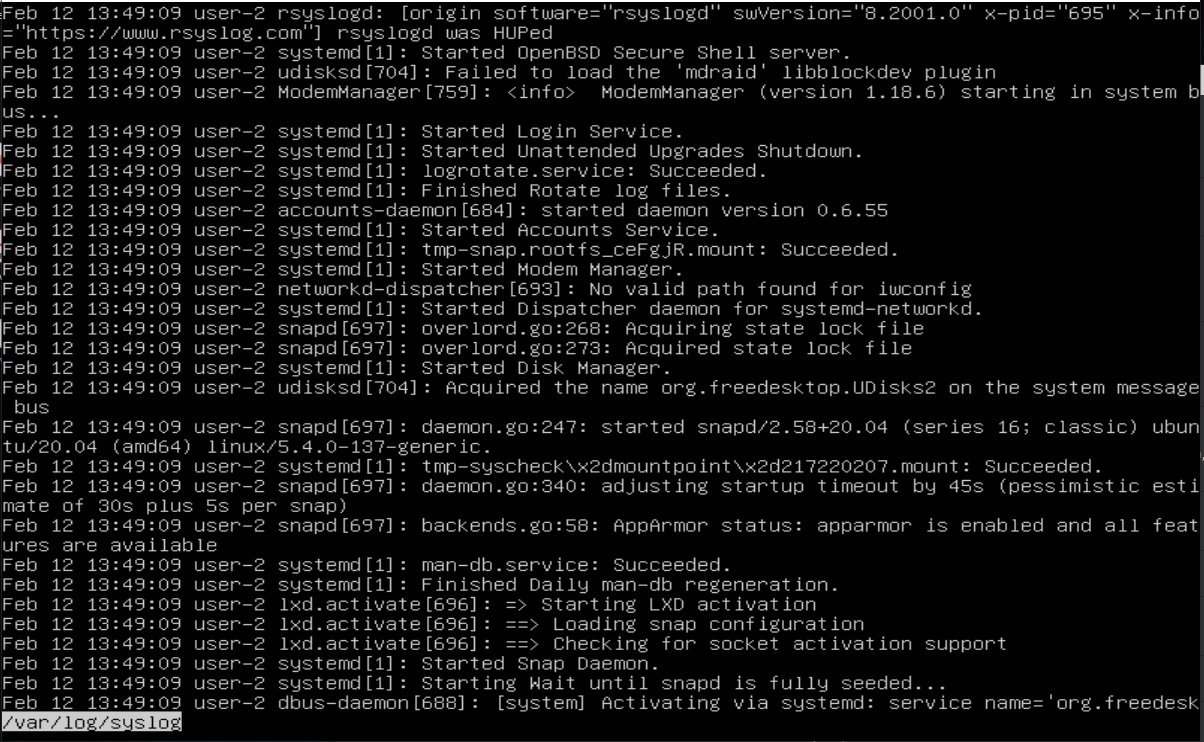 Feb 12 13:49:09 user-2 rsyslogd: [origin software="rsyslogd" swVersion="8.2001.0" x-pid="695" x-info
="https://www.rsyslog.com"] rsyslogd was HUPed
Feb 12 13:49:09 user-2 systemd[1]: Started OpenBSD Secure Shell server.
Feb 12 13:49:09 user-2 udisksd[704]: Failed to load the 'mdraid' libblockdev plugin
Feb 12 13:49:09 user-2 ModemManager[759]: <info>  ModemManager (version 1.18.6) starting in system b
us...
Feb 12 13:49:09 user-2 systemd[1]: Started Login Service.
Feb 12 13:49:09 user-2 systemd[1]: Started Unattended Upgrades Shutdown.
Feb 12 13:49:09 user-2 systemd[1]: logrotate.service: Succeeded.
Feb 12 13:49:09 user-2 systemd[1]: Finished Rotate log files.
Feb 12 13:49:09 user-2 accounts-daemon[684]: started daemon version 0.6.55
Feb 12 13:49:09 user-2 systemd[1]: Started Accounts Service.
Feb 12 13:49:09 user-2 systemd[1]: tmp-snap.rootfs_ceFgjR.mount: Succeeded.
Feb 12 13:49:09 user-2 systemd[1]: Started Modem Manager.
Feb 12 13:49:09 user-2 networkd-dispatcher[693]: No valid path found for iwconfig
Feb 12 13:49:09 user-2 systemd[1]: Started Dispatcher daemon for systemd-networkd.
Feb 12 13:49:09 user-2 snapd[697]: overlord.go:268: Acquiring state lock file
Feb 12 13:49:09 user-2 snapd[697]: overlord.go:273: Acquired state lock file
Feb 12 13:49:09 user-2 systemd[1]: Started Disk Manager.
Feb 12 13:49:09 user-2 udisksd[704]: Acquired the name org.freedesktop.UDisks2 on the system message
 bus
Feb 12 13:49:09 user-2 snapd[697]: daemon.go:247: started snapd/2.58+20.04 (series 16; classic) ubun
tu/20.04 (amd64) linux/5.4.0-137-generic.
Feb 12 13:49:09 user-2 systemd[1]: tmp-syscheck\x2dmountpoint\x2d217220207.mount: Succeeded.
Feb 12 13:49:09 user-2 snapd[697]: daemon.go:340: adjusting startup timeout by 45s (pessimistic esti
mate of 30s plus 5s per snap)
Feb 12 13:49:09 user-2 snapd[697]: backends.go:58: AppArmor status: apparmor is enabled and all feat
ures are available
Feb 12 13:49:09 user-2 systemd[1]: man-db.service: Succeeded.
Feb 12 13:49:09 user-2 systemd[1]: Finished Daily man-db regeneration.
Feb 12 13:49:09 user-2 lxd.activate[696]: => Starting LXD activation
Feb 12 13:49:09 user-2 lxd.activate[696]: ==> Loading snap configuration
Feb 12 13:49:09 user-2 lxd.activate[696]: ==> Checking for socket activation support
Feb 12 13:49:09 user-2 systemd[1]: Started Snap Daemon.
Feb 12 13:49:09 user-2 systemd[1]: Starting Wait until snapd is fully seeded...
Feb 12 13:49:09 user-2 dbus-daemon[688]: [system] Activating via systemd: service name='org.freedesk
/var/log/syslog